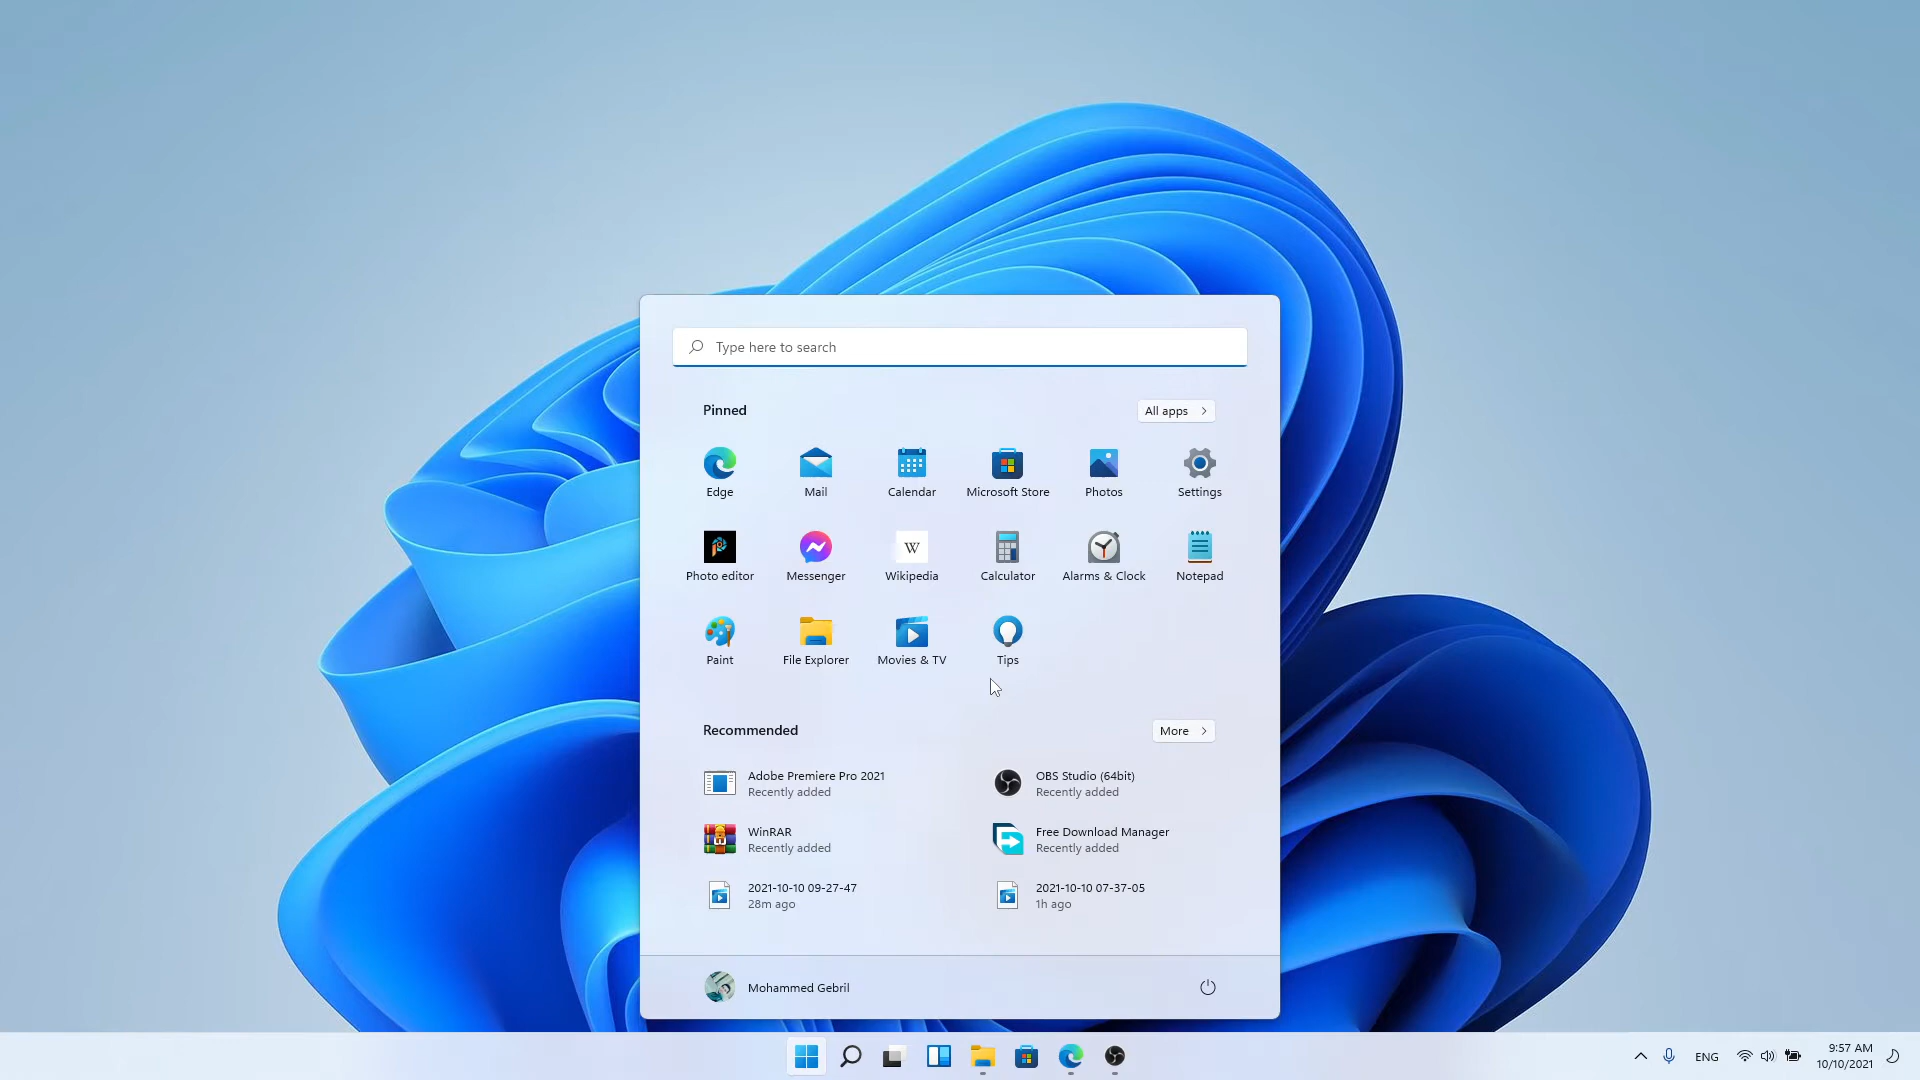 Type here to search
Pinned
All apps
Edge
Mail
Calendar
Microsoft Store
Photos
Settings
Photo editor
Messenger
W
Wikipedia
Calculator
Alarms & Clock
Notepad
Paint
File Explorer
Movies & TV
Tips
Recommended
More
Adobe Premiere Pro 2021
Recently added
OBS Studio (64bit)
Recently added
WinRAR
Recently added
Free Download Manager
Recently added
2021-10-10 09-27-47
28m ago
2021-10-10 07-37-05
1h ago
Mohammed Gebril
ENG
9:57 AM
10/10/2021